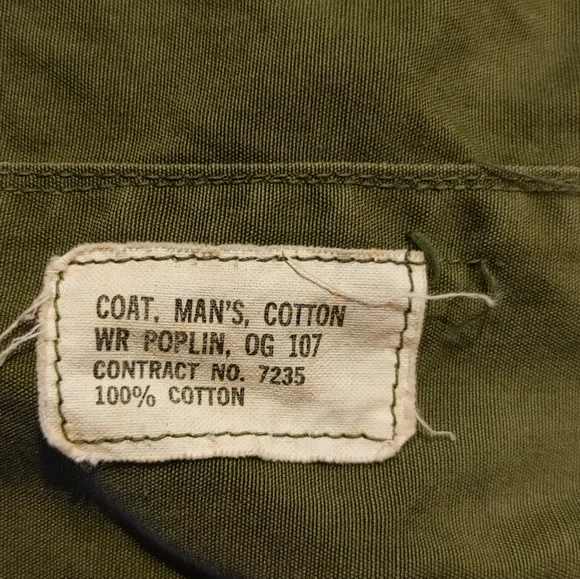 COAT, MAN'S, COTTON
WR POPLIN, OG 107
CONTRACT NO. 7235
100% COTTON